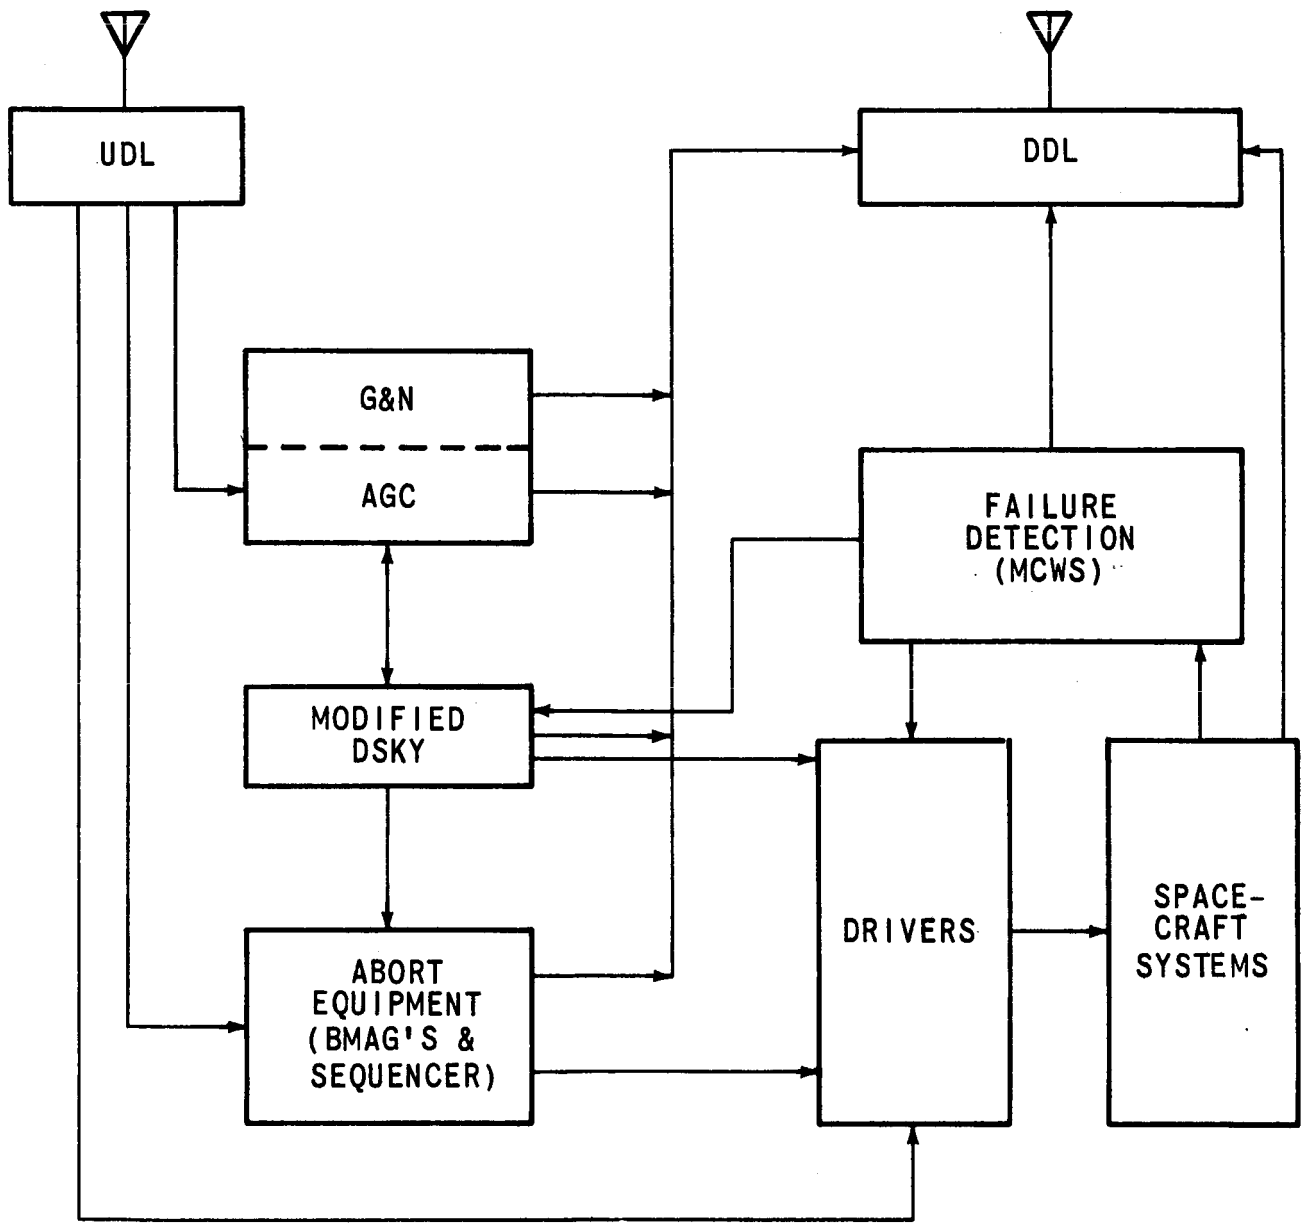 UDL
DDL
G&N
AGC
FAILURE
DETECTION
(MCWS)
MODIFIED
DSKY
ABORT
EQUIPMENT
(BMAG'S &
SEQUENCER)
DRIVERS
SPACE-
CRAFT
SYSTEMS